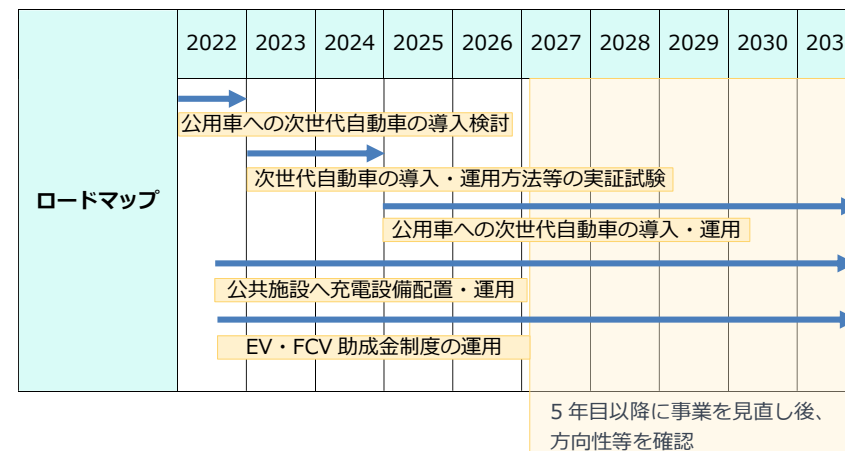 2022 2023 2024 2025 2026 2027 2028 2029 2030 203
公用車への次世代自動車の導入検討
次世代自動車の導入・運用方法等の実証試験
ロードマップ
公用車への次世代自動車の導入・運用
公共施設へ充電設備配置・運用
EV・FCV 助成金制度の運用
5 年目以降に事業を見直し後、
方向性等を確認